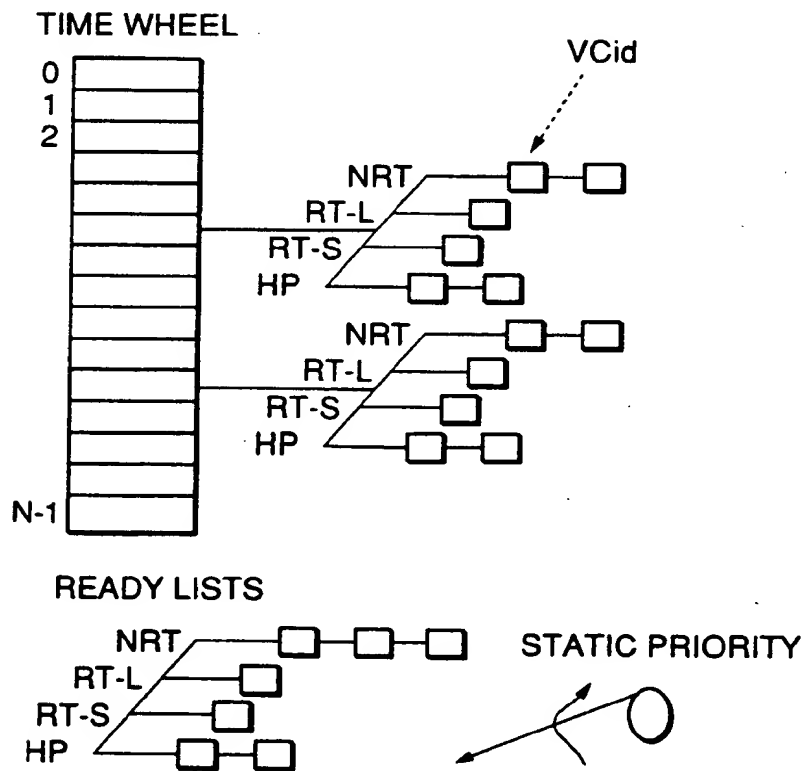 TIME WHEEL
0
1
2
N-1
VCid
NRT
RT-L
RT-S
HP
NRT
RT-L
RT-S
HP
READY LISTS
NRT
RT-L
RT-S
HP
STATIC PRIORITY